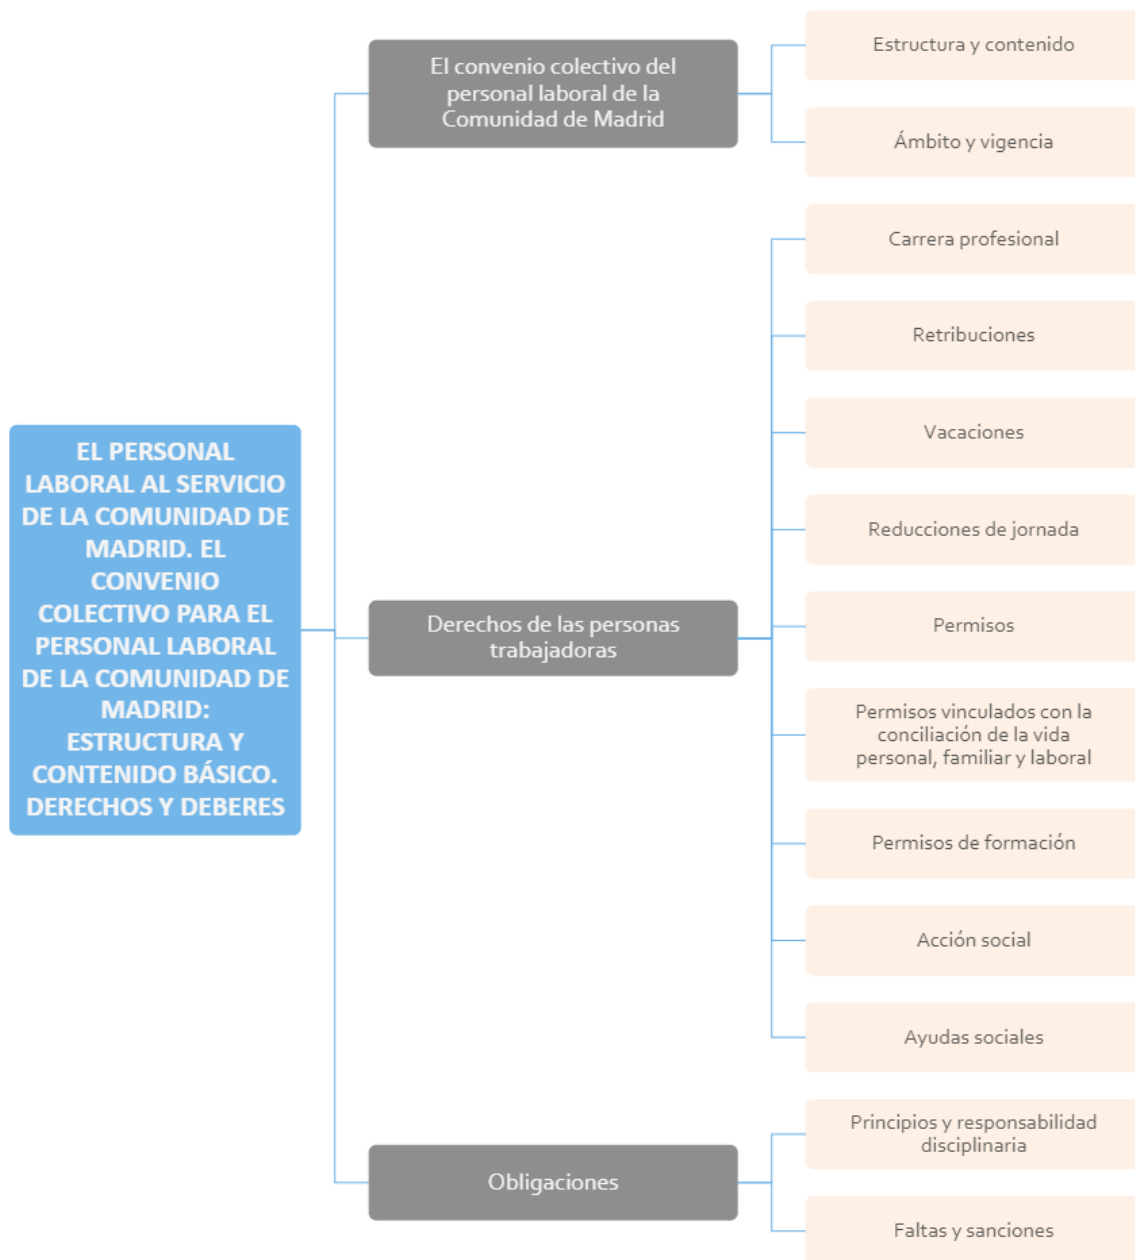 EL PERSONAL
LABORAL AL SERVICIO
DE LA COMUNIDAD DE
MADRID. EL
CONVENIO
COLECTIVO PARA EL
PERSONAL LABORAL
DE LA COMUNIDAD DE
MADRID:
ESTRUCTURA Y
CONTENIDO BÁSICO.
DERECHOS Y DEBERES
El convenio colectivo del
personal laboral de la
Comunidad de Madrid
Estructura y contenido
Ámbito y vigencia
Derechos de las personas
trabajadoras
Carrera profesional
Retribuciones
Vacaciones
Reducciones de jornada
Permisos
Permisos vinculados con la
conciliación de la vida
personal, familiar y laboral
Permisos de formación
Acción social
Ayudas sociales
Obligaciones
Principios y responsabilidad
disciplinaria
Faltas y sanciones